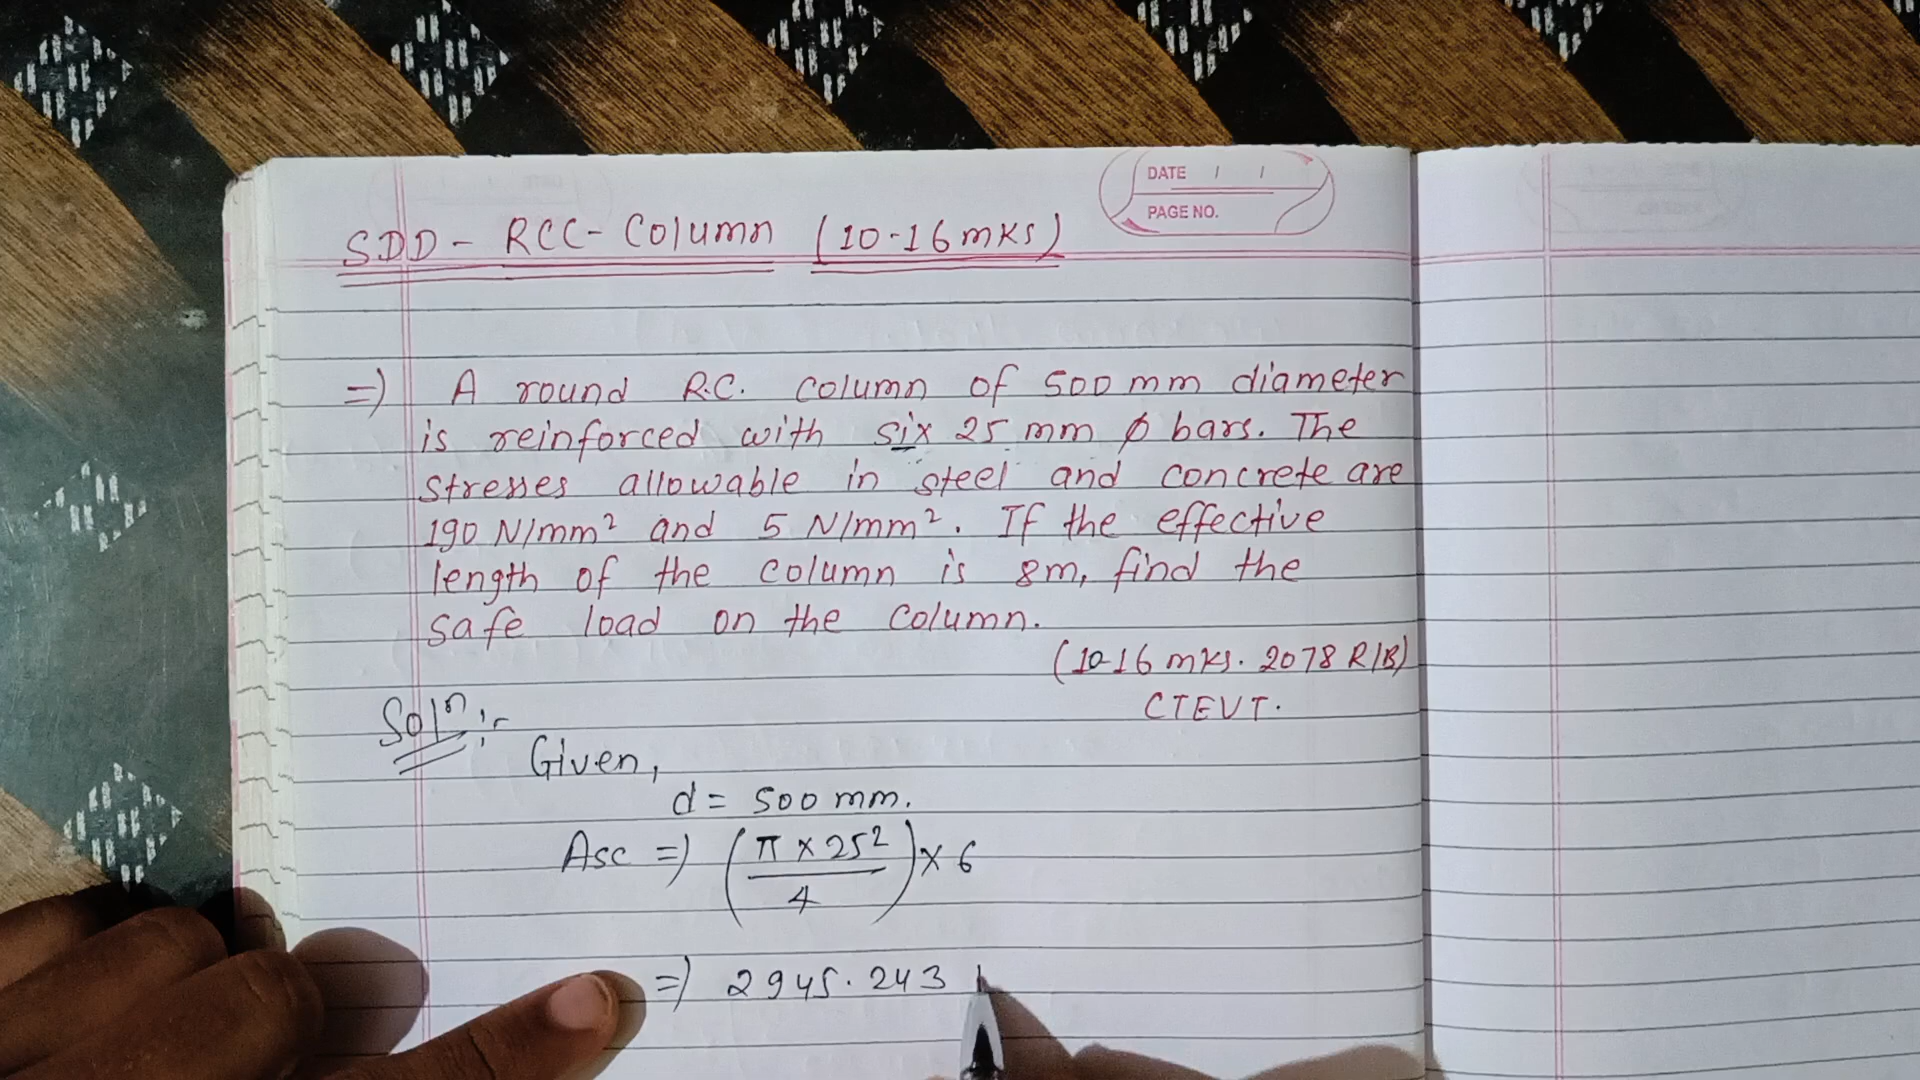 DATE / /
PAGE NO.
SDD - RCC - Column (10-16 mks)
=) A round R.C. column of 500 mm diameter
is reinforced with six 25 mm ϕ bars. The
stresses allowable in steel and concrete are
190 N/mm² and 5 N/mm². If the effective
length of the column is 8m, find the
safe load on the column.
(10-16 mks. 2078 R/B)
CTEVT.
Solⁿ:-
Given,
d = 500 mm.
Asc =) (π × 25² / 4) × 6
=) 2945.243